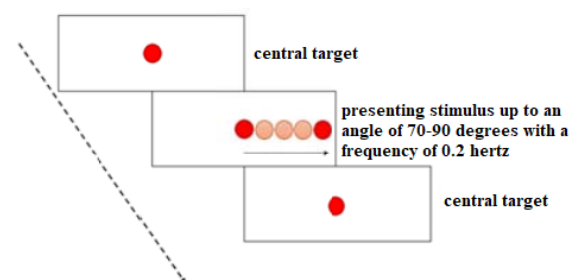 central target
presenting stimulus up to an
angle of 70-90 degrees with a
frequency of 0.2 hertz
central target